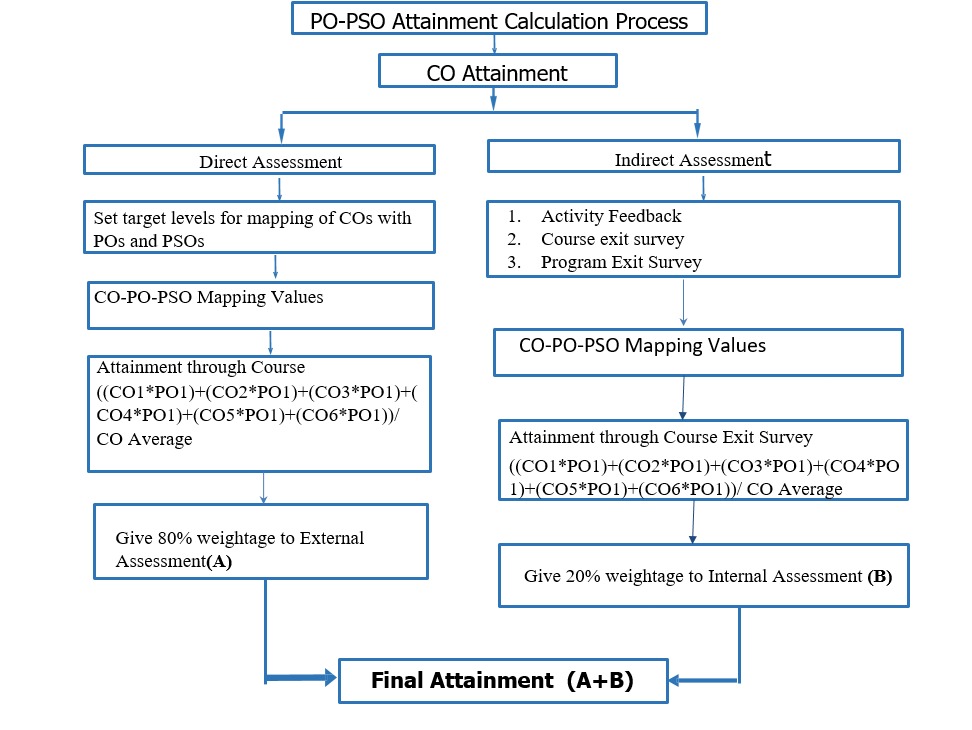 PO-PSO Attainment Calculation Process
CO Attainment
Direct Assessment
Set target levels for mapping of COs with
POs and PSOs
CO-PO-PSO Mapping Values
Attainment through Course
((CO1*PO1)+(CO2*PO1)+(CO3*PO1)+(
CO4*PO1)+(CO5*PO1)+(CO6*PO1))/
CO Average
Give 80% weightage to External
Assessment(A)
Indirect Assessment
1. Activity Feedback
2. Course exit survey
3. Program Exit Survey
CO-PO-PSO Mapping Values
Attainment through Course Exit Survey
((CO1*PO1)+(CO2*PO1)+(CO3*PO1)+(CO4*PO
1)+(CO5*PO1)+(CO6*PO1))/ CO Average
Give 20% weightage to Internal Assessment (B)
Final Attainment (A+B)